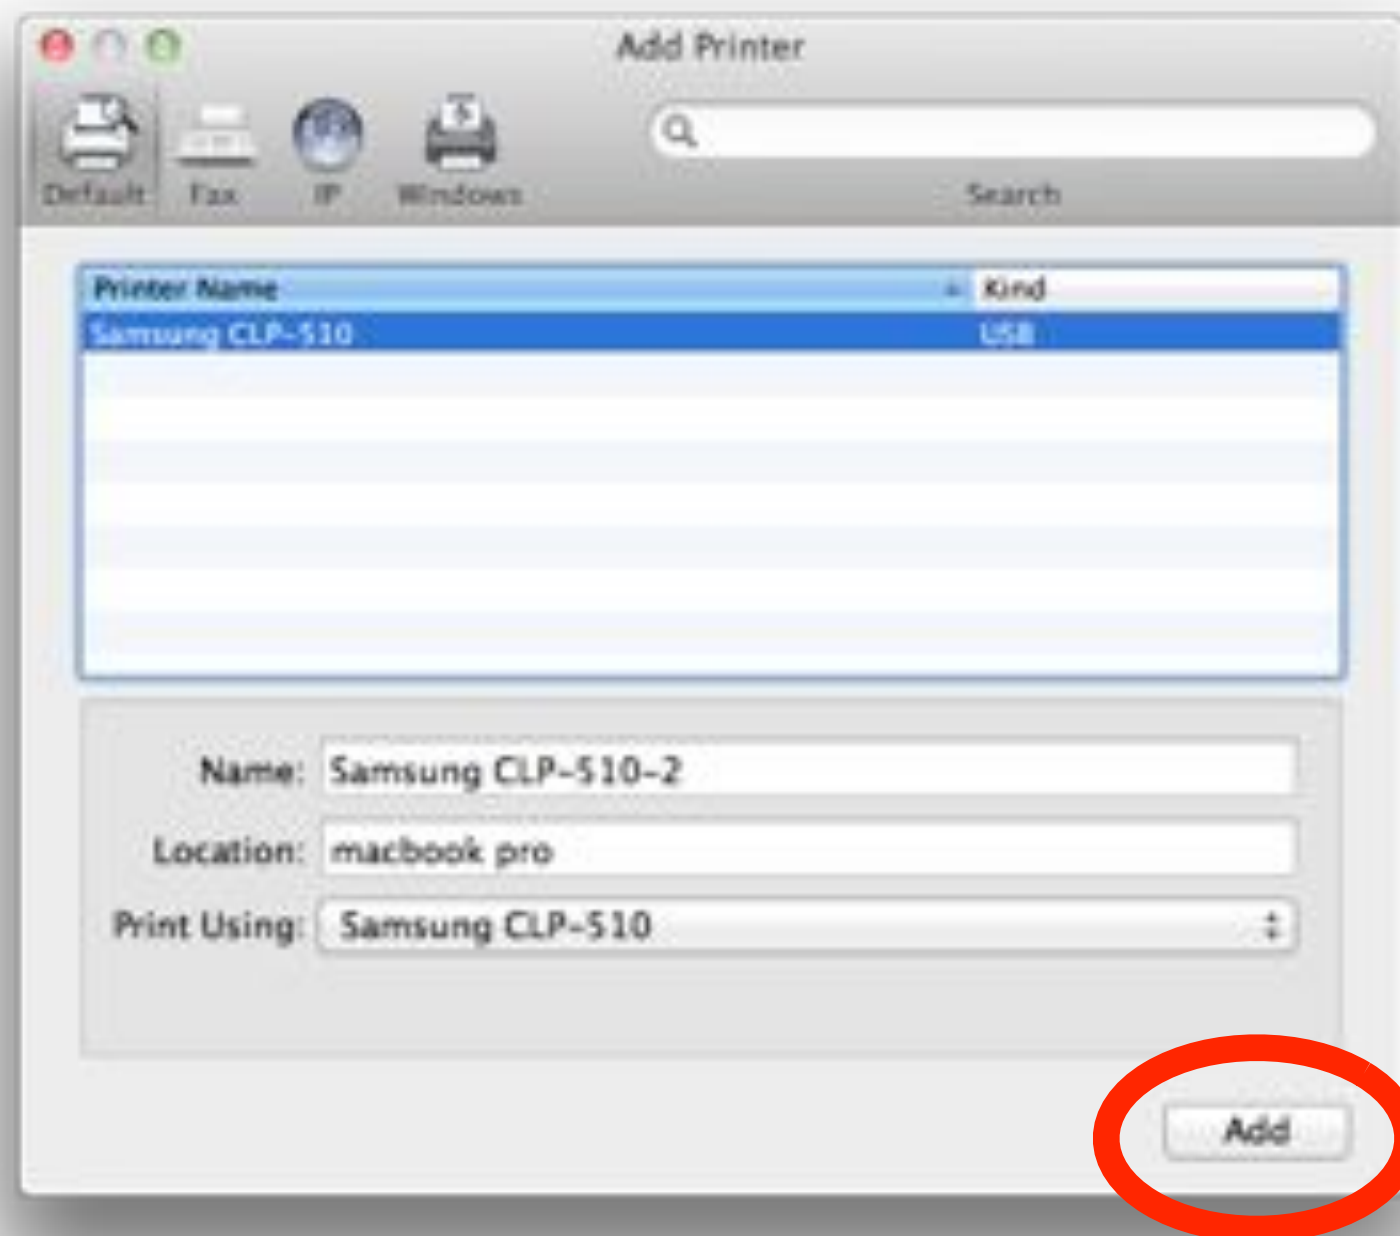 Add Printer
Default Fax IP Windows Search
Printer Name Kind
Samsung CLP-510 USB
Name: Samsung CLP-510-2
Location: macbook pro
Print Using: Samsung CLP-510
Add